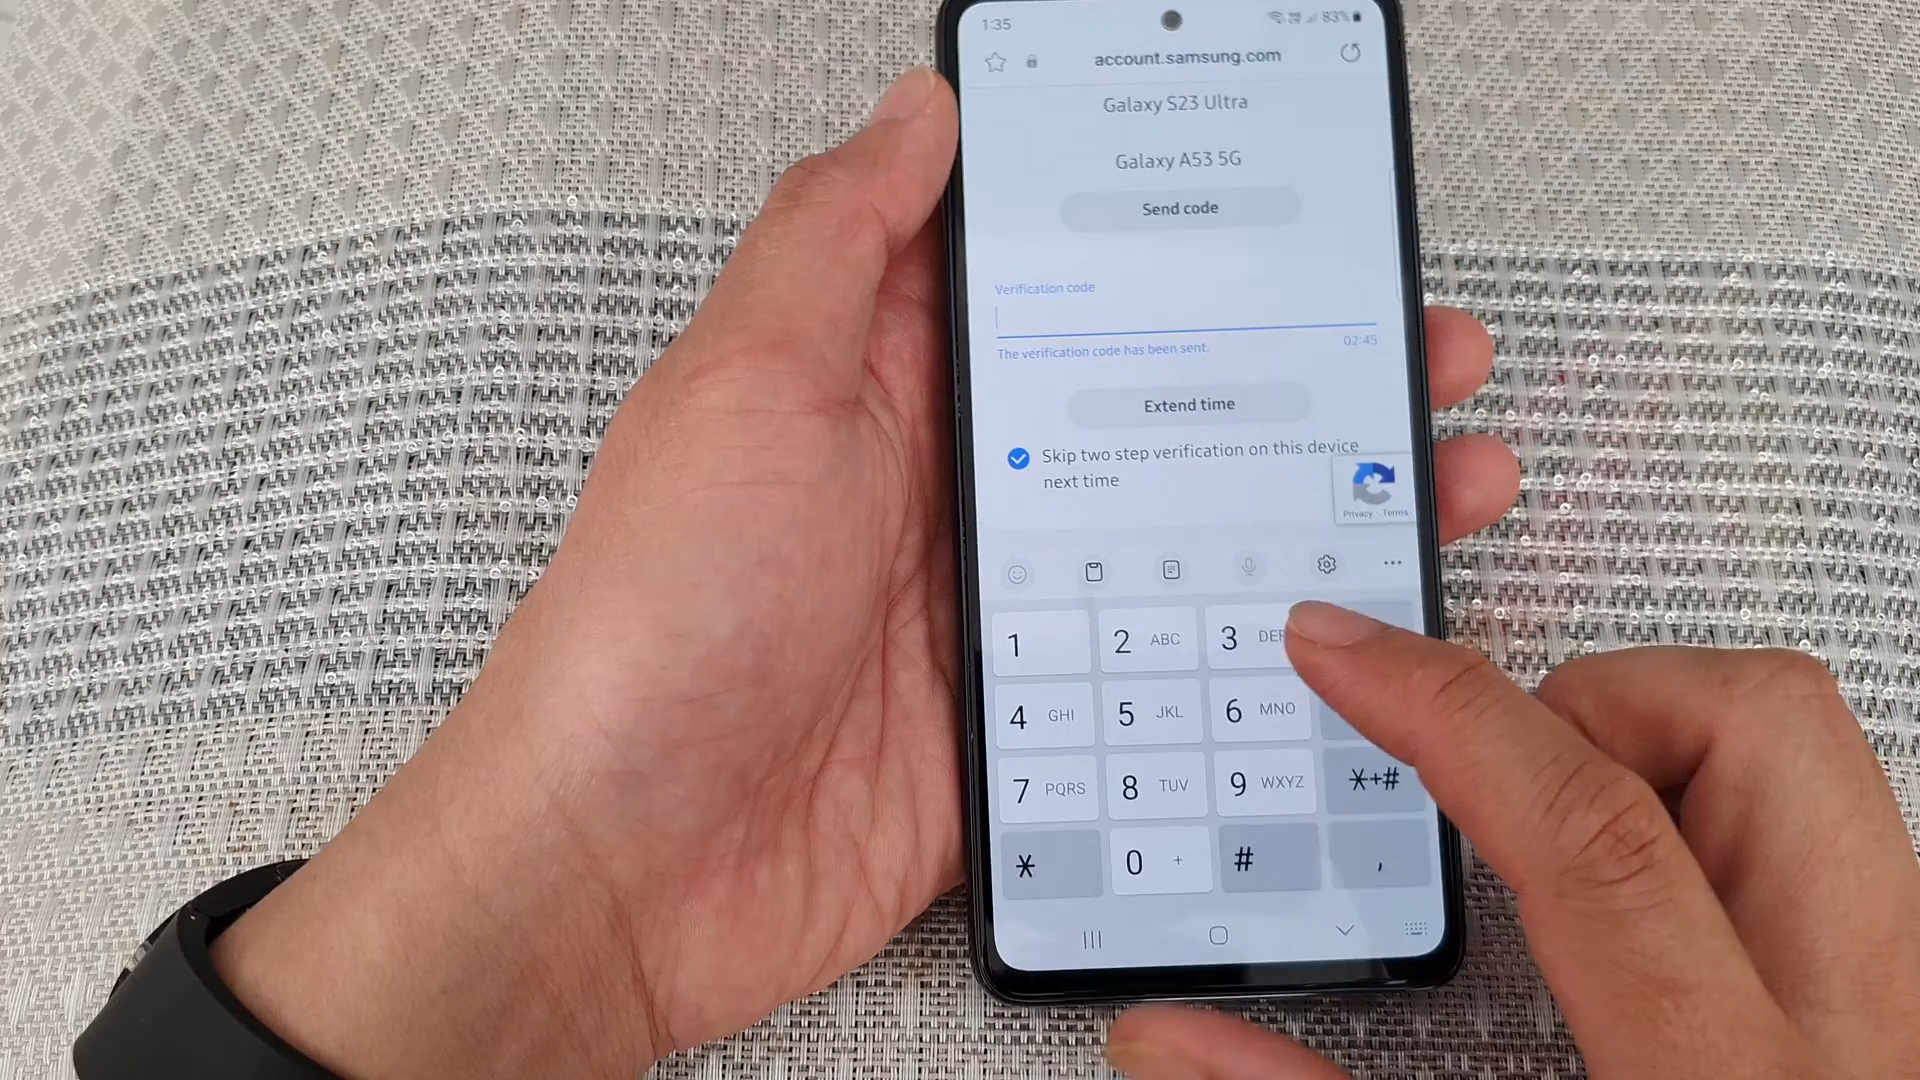 1:35 83%
account.samsung.com
Galaxy S23 Ultra
Galaxy A53 5G
Send code
Verification code
The verification code has been sent. 02:45
Extend time
Skip two step verification on this device
next time
Privacy - Terms
1 2 ABC 3 DEF
4 GHI 5 JKL 6 MNO
7 PQRS 8 TUV 9 WXYZ *+#
* 0 + # ,